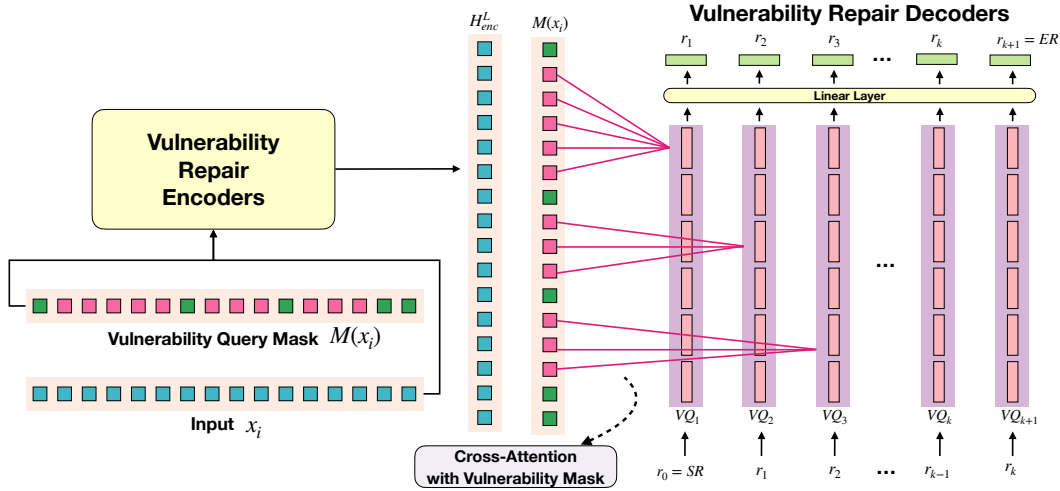 Vulnerability Repair Decoders
H_{enc}^{L}
M(x_i)
r_1
r_2
r_3
...
r_k
r_{k+1} = ER
Linear Layer
Vulnerability
Repair
Encoders
...
Vulnerability Query Mask M(x_i)
Input x_i
VQ_1
VQ_2
VQ_3
VQ_k
VQ_{k+1}
Cross-Attention
with Vulnerability Mask
r_0 = SR
r_1
r_2
...
r_{k-1}
r_k